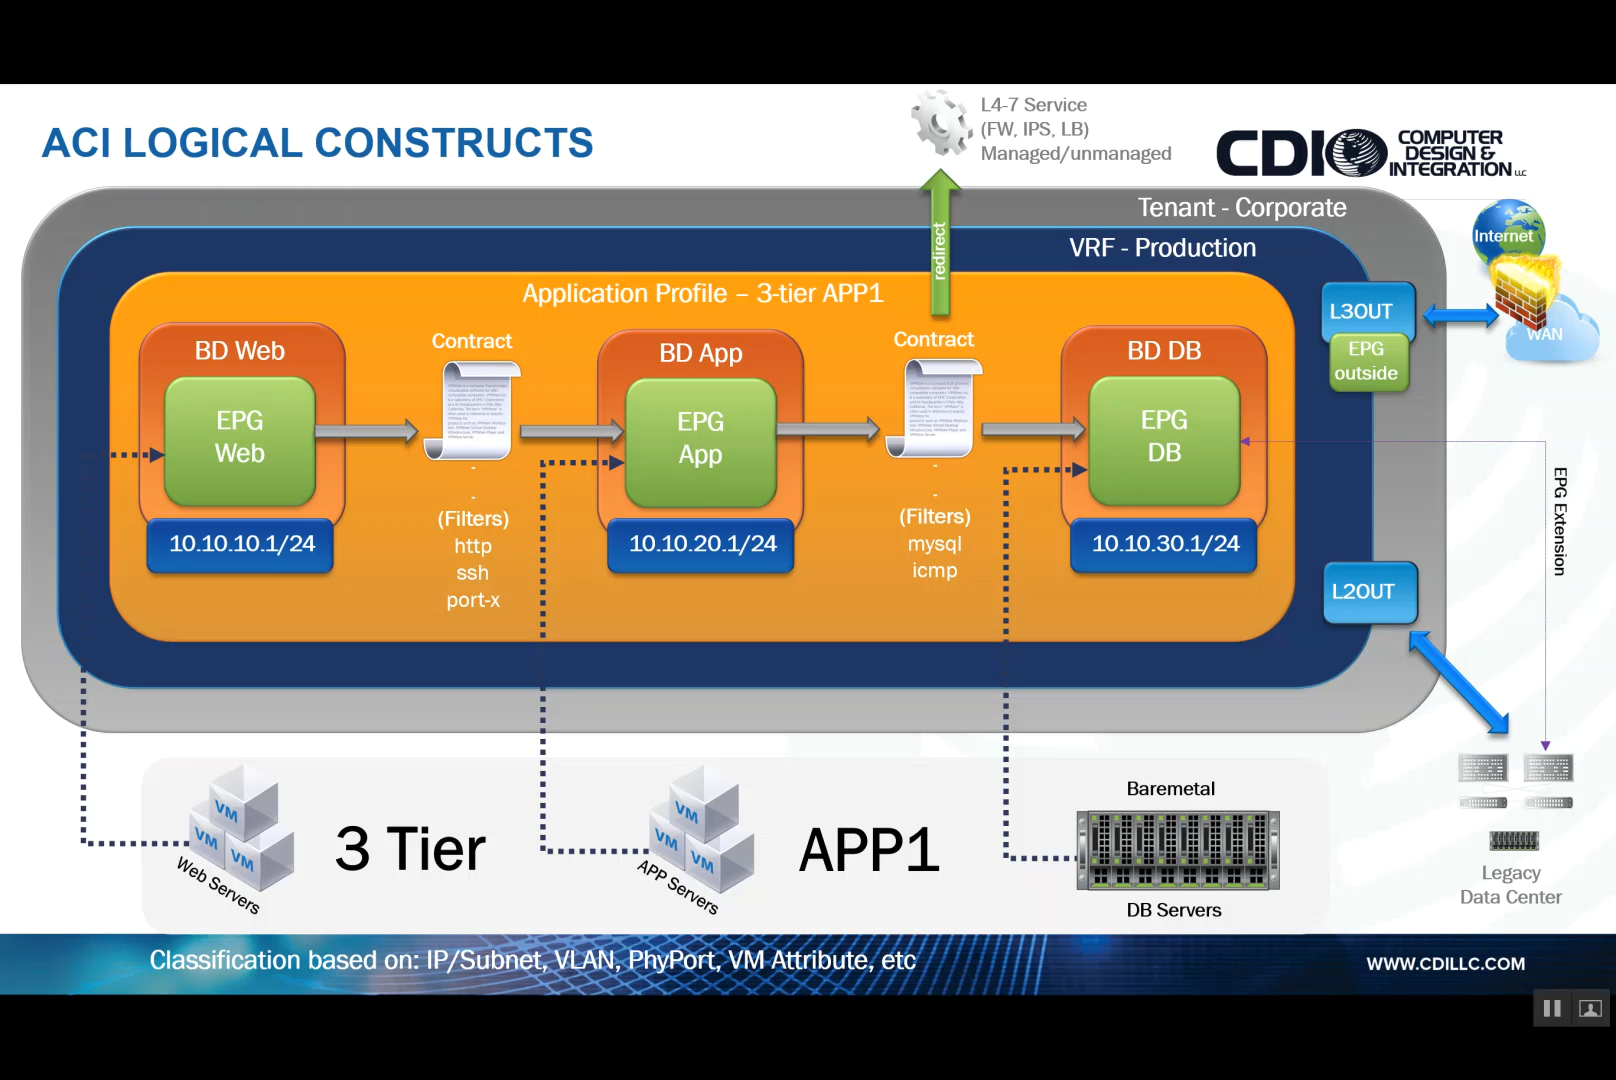 ACI LOGICAL CONSTRUCTS
L4-7 Service
(FW, IPS, LB)
Managed/unmanaged
CDI
COMPUTER
DESIGN &
INTEGRATION LLC
Tenant - Corporate
VRF - Production
Internet
redirect
Application Profile – 3-tier APP1
L3OUT
WAN
EPG
outside
Contract
Contract
BD Web
BD App
BD DB
EPG
Web
EPG
App
EPG
DB
EPG Extension
10.10.10.1/24
10.10.20.1/24
10.10.30.1/24
(Filters)
http
ssh
port-x
(Filters)
mysql
icmp
L2OUT
VM
VM
VM
Web Servers
3 Tier
VM
VM
VM
APP Servers
APP1
Baremetal
DB Servers
Legacy
Data Center
Classification based on: IP/Subnet, VLAN, PhyPort, VM Attribute, etc
WWW.CDILLC.COM